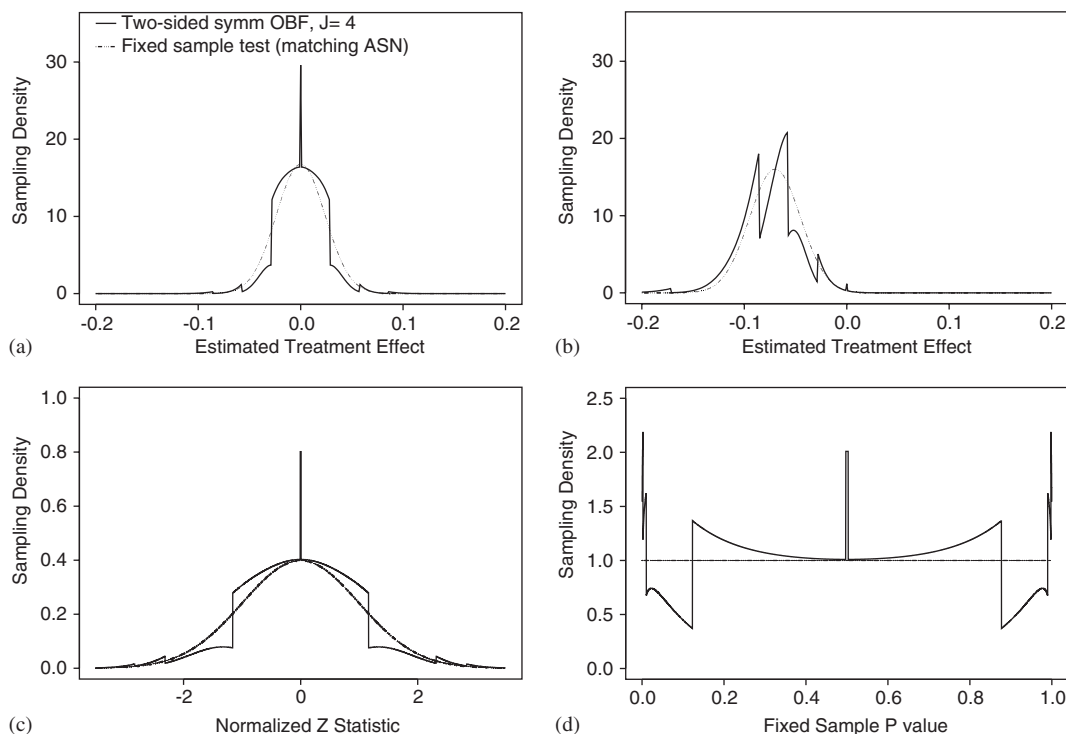 Two-sided symm OBF, J= 4
Fixed sample test (matching ASN)
Sampling Density
30
20
10
0
-0.2 -0.1 0.0 0.1 0.2
(a) Estimated Treatment Effect
Sampling Density
30
20
10
0
-0.2 -0.1 0.0 0.1 0.2
(b) Estimated Treatment Effect
Sampling Density
1.0
0.8
0.6
0.4
0.2
0.0
-2 0 2
(c) Normalized Z Statistic
Sampling Density
2.5
2.0
1.5
1.0
0.5
0.0
0.0 0.2 0.4 0.6 0.8 1.0
(d) Fixed Sample P value